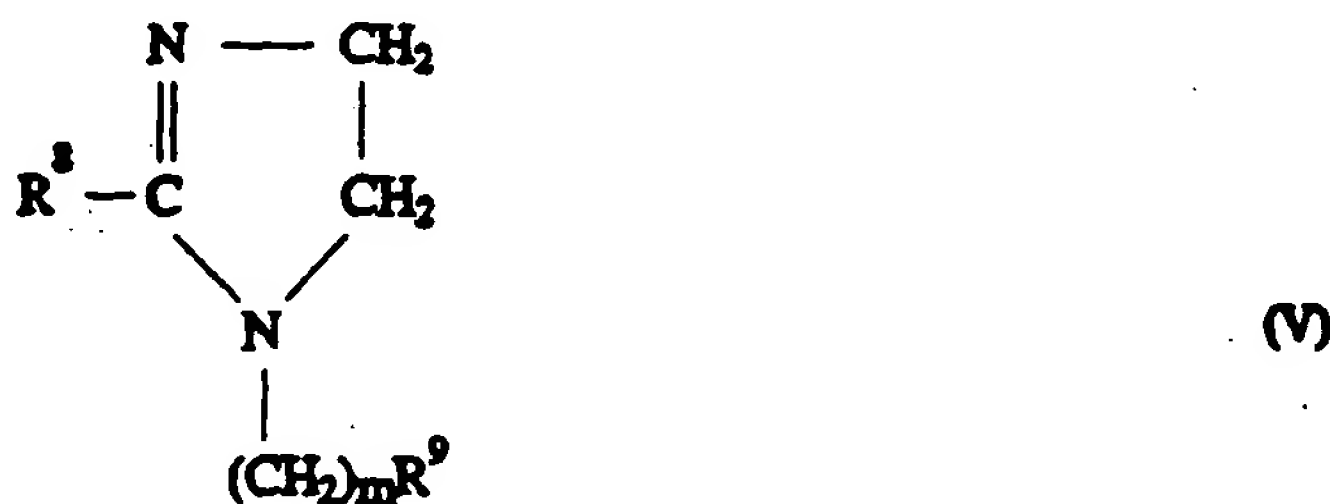 N — CH₂
R⁸ – C CH₂
N (V)
(CH₂)ₘR⁹